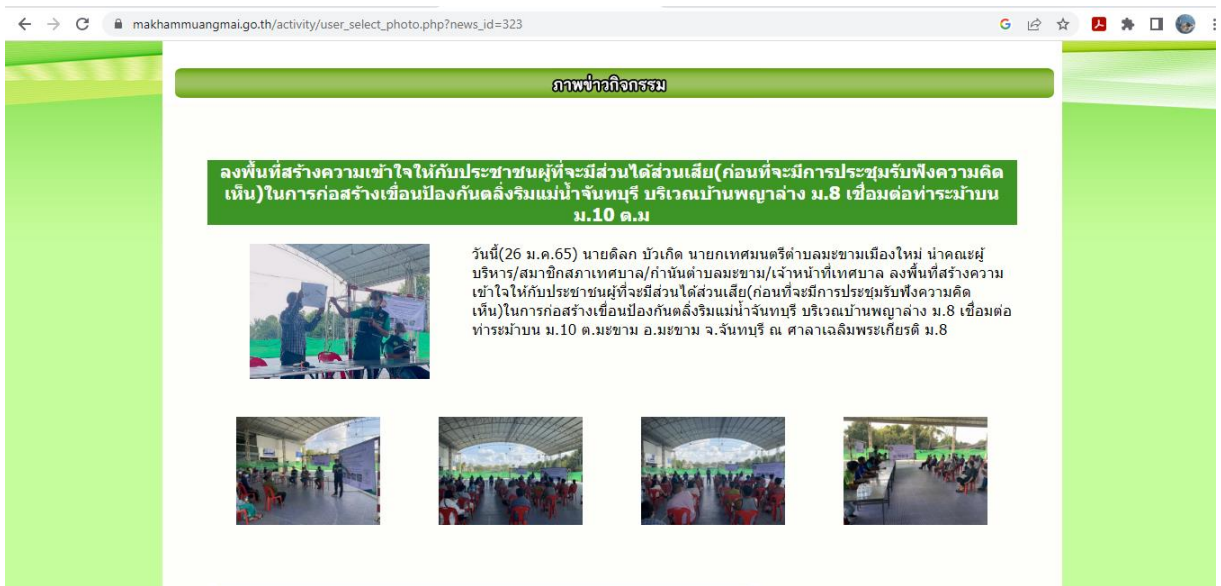 makhammuangmai.go.th/activity/user_select_photo.php?news_id=323
ภาพข่าวกิจกรรม
ลงพื้นที่สร้างความเข้าใจให้กับประชาชนผู้ที่จะมีส่วนได้ส่วนเสีย(ก่อนที่จะมีการประชุมรับฟังความคิด
เห็น)ในการก่อสร้างเขื่อนป้องกันตลิ่งริมแม่น้ำจันทบุรี บริเวณบ้านพญาล่าง ม.8 เชื่อมต่อท่าระม้าบน
ม.10 ต.ม
วันนี้(26 ม.ค.65) นายดิลก บัวเกิด นายกเทศมนตรีตำบลมะขามเมืองใหม่ นำคณะผู้
บริหาร/สมาชิกสภาเทศบาล/กำนันตำบลมะขาม/เจ้าหน้าที่เทศบาล ลงพื้นที่สร้างความ
เข้าใจให้กับประชาชนผู้ที่จะมีส่วนได้ส่วนเสีย(ก่อนที่จะมีการประชุมรับฟังความคิด
เห็น)ในการก่อสร้างเขื่อนป้องกันตลิ่งริมแม่น้ำจันทบุรี บริเวณบ้านพญาล่าง ม.8 เชื่อมต่อ
ท่าระม้าบน ม.10 ต.มะขาม อ.มะขาม จ.จันทบุรี ณ ศาลาเฉลิมพระเกียรติ ม.8